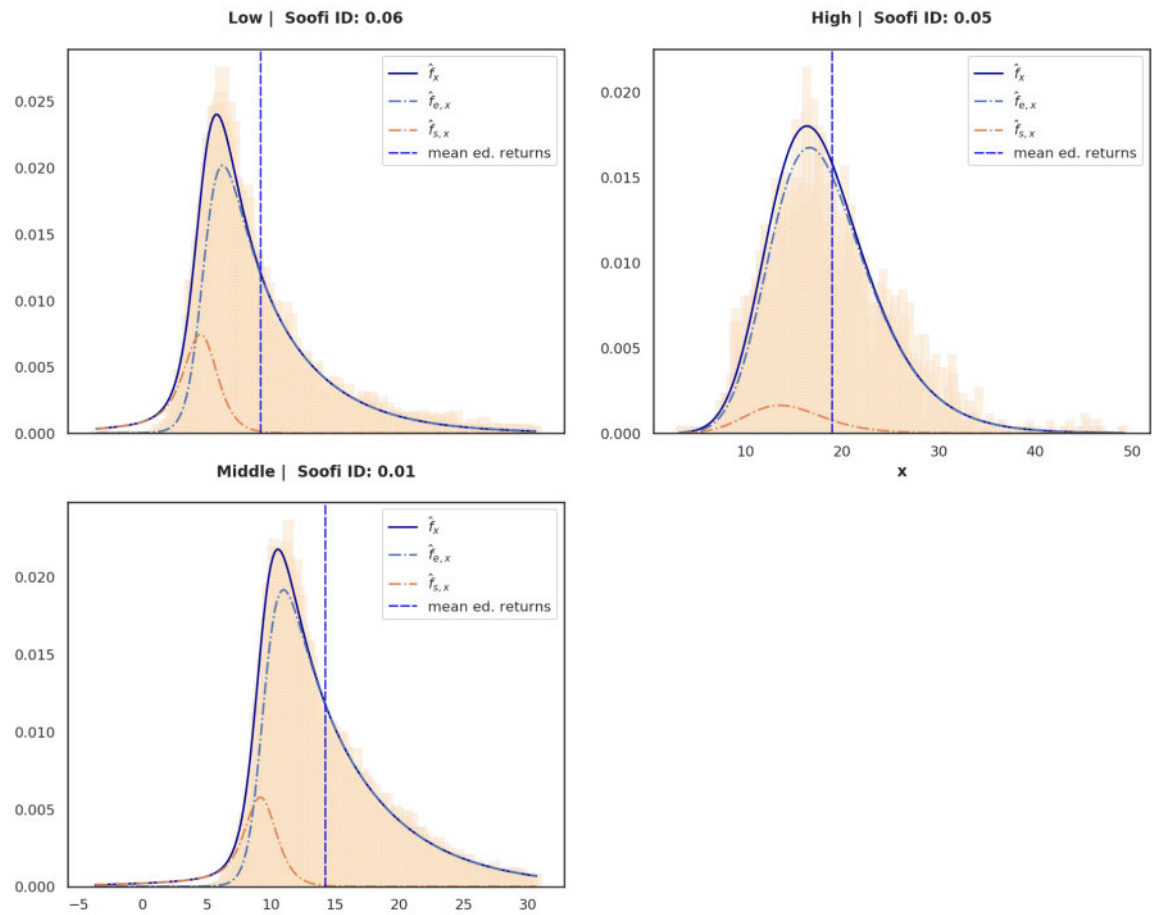 Low |  Soofi ID: 0.06
0.025
0.020
0.015
0.010
0.005
0.000
f̂ₓ
f̂ₑ,ₓ
f̂ₛ,ₓ
mean ed. returns
High |  Soofi ID: 0.05
0.020
0.015
0.010
0.005
0.000
10 20 30 40 50
x
f̂ₓ
f̂ₑ,ₓ
f̂ₛ,ₓ
mean ed. returns
Middle |  Soofi ID: 0.01
0.020
0.015
0.010
0.005
0.000
−5 0 5 10 15 20 25 30
f̂ₓ
f̂ₑ,ₓ
f̂ₛ,ₓ
mean ed. returns